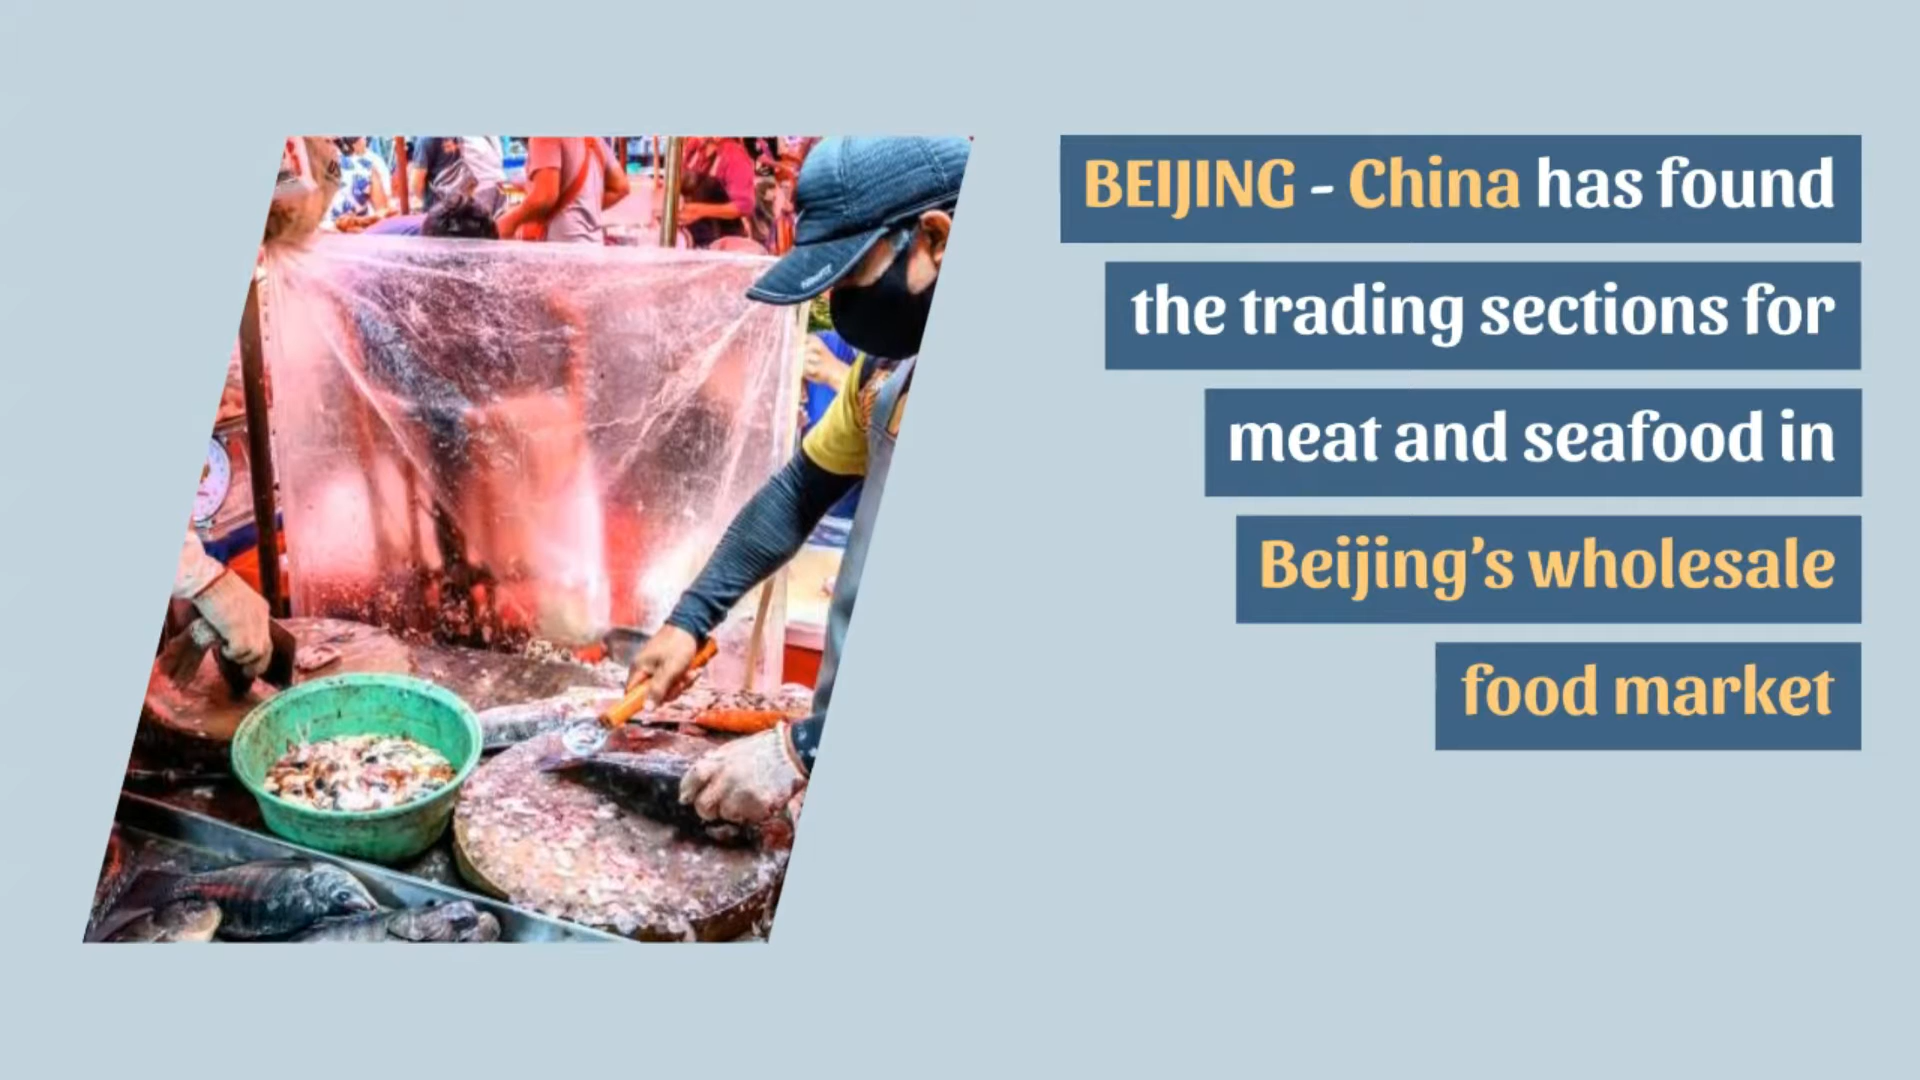 BEIJING - China has found
the trading sections for
meat and seafood in
Beijing’s wholesale
food market